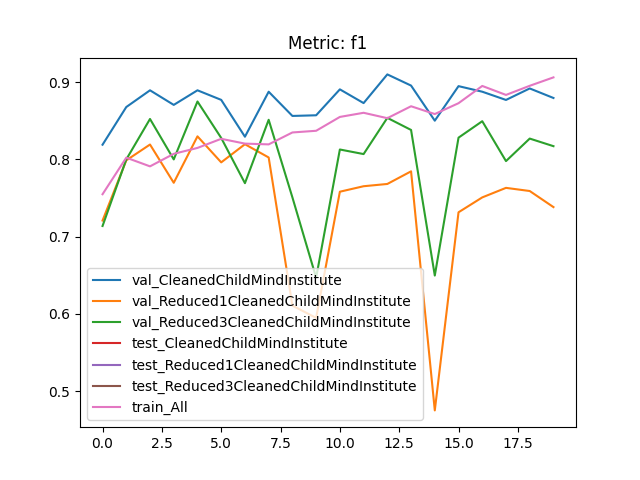 Metric: f1
0.9
0.8
0.7
0.6
0.5
val_CleanedChildMindInstitute
val_Reduced1CleanedChildMindInstitute
val_Reduced3CleanedChildMindInstitute
test_CleanedChildMindInstitute
test_Reduced1CleanedChildMindInstitute
test_Reduced3CleanedChildMindInstitute
train_All
0.0 2.5 5.0 7.5 10.0 12.5 15.0 17.5